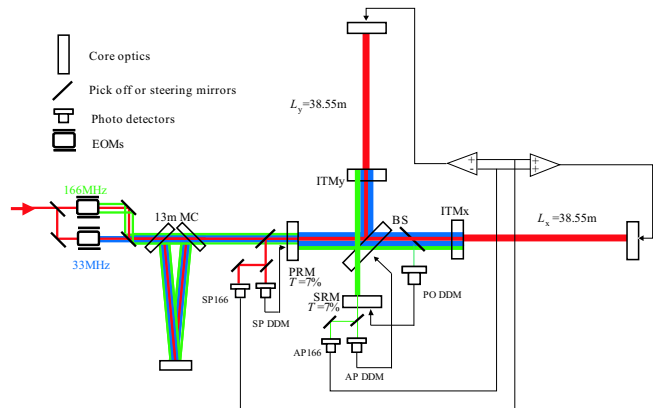 Core optics
Pick off or steering mirrors
Photo detectors
EOMs
Ly=38.55m
ITMy
BS
ITMx
Lx=38.55m
166MHz
13m MC
33MHz
PRM
T=7%
SP166
SP DDM
SRM
T=7%
PO DDM
AP166
AP DDM
+
-
+
-